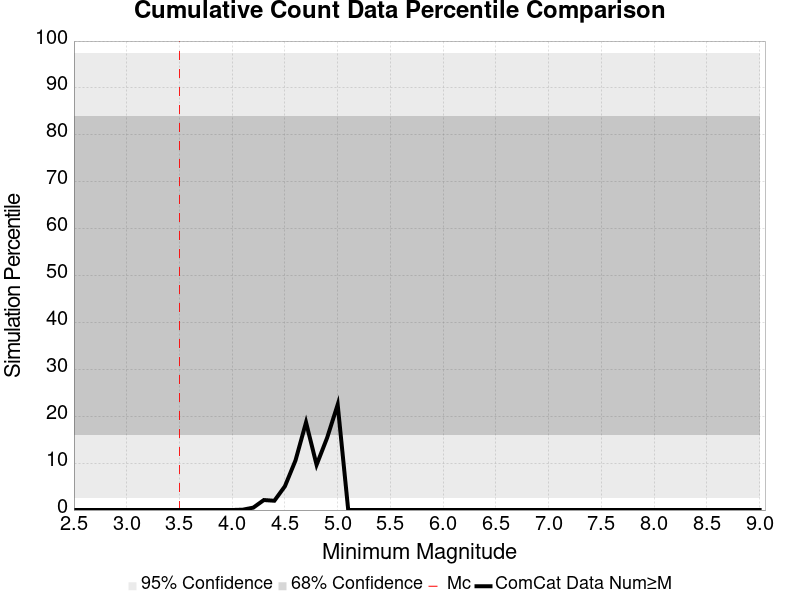 Cumulative Count Data Percentile Comparison
100
90
80
70
60
50
40
30
20
10
0
Simulation Percentile
2.5 3.0 3.5 4.0 4.5 5.0 5.5 6.0 6.5 7.0 7.5 8.0 8.5 9.0
Minimum Magnitude
95% Confidence 68% Confidence Mc ComCat Data Num≥M